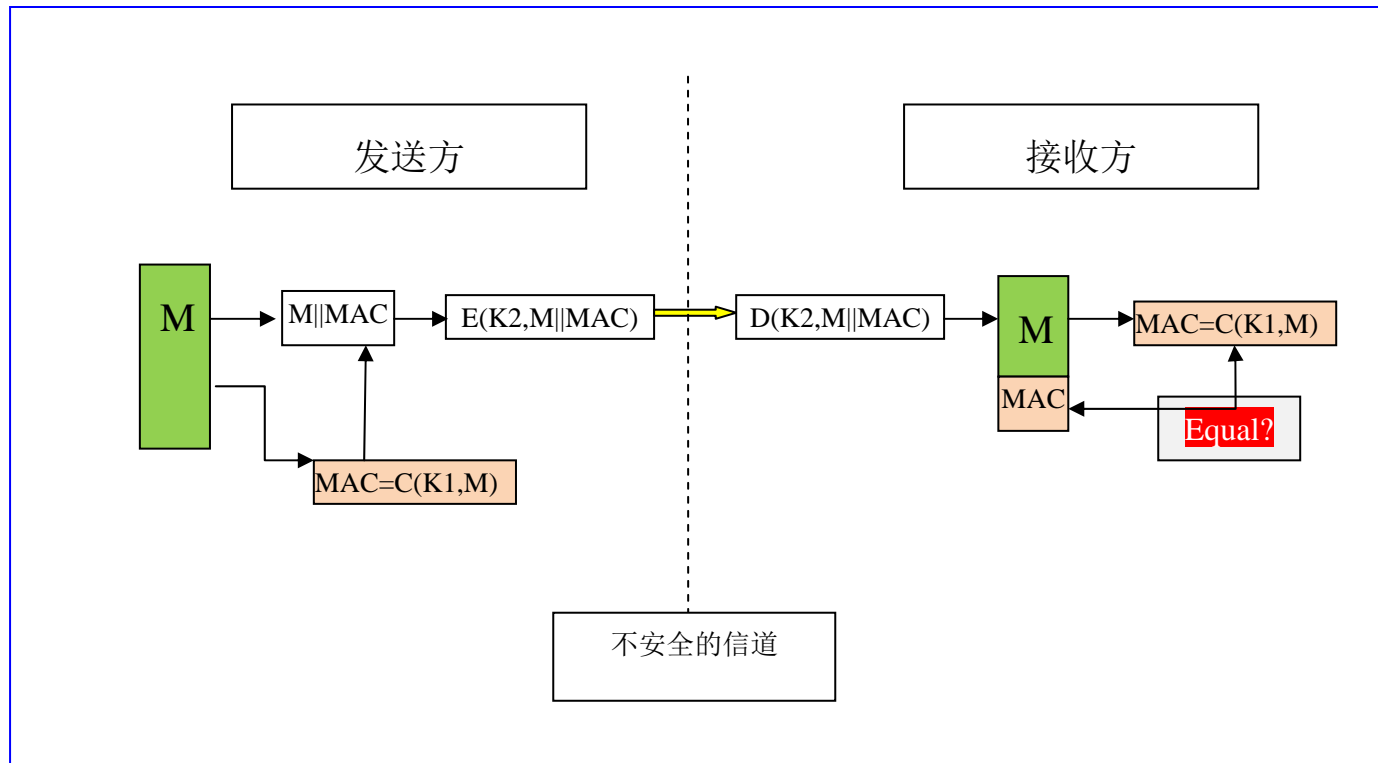 发送方
接收方
M
M||MAC
E(K2,M||MAC)
D(K2,M||MAC)
M
MAC=C(K1,M)
MAC
Equal?
MAC=C(K1,M)
不安全的信道